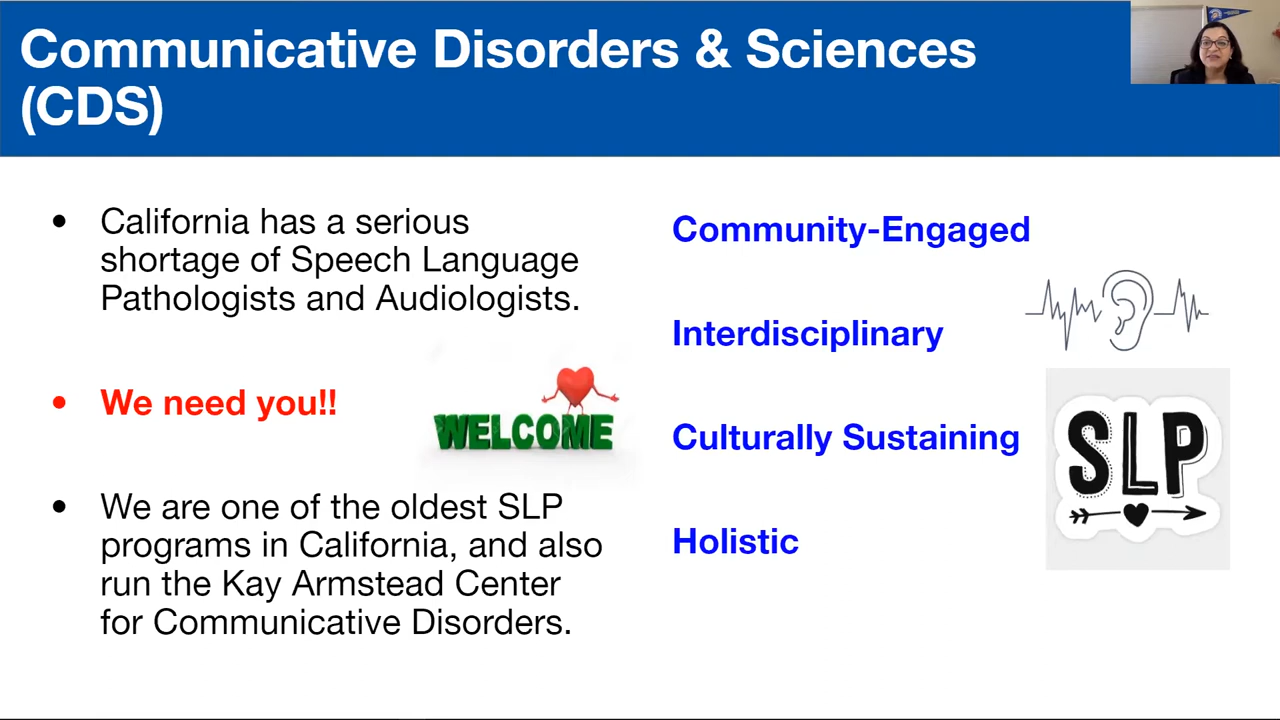 Communicative Disorders & Sciences
(CDS)
• California has a serious
shortage of Speech Language
Pathologists and Audiologists.
• We need you!!
WELCOME
• We are one of the oldest SLP
programs in California, and also
run the Kay Armstead Center
for Communicative Disorders.
Community-Engaged
Interdisciplinary
Culturally Sustaining
Holistic
SLP